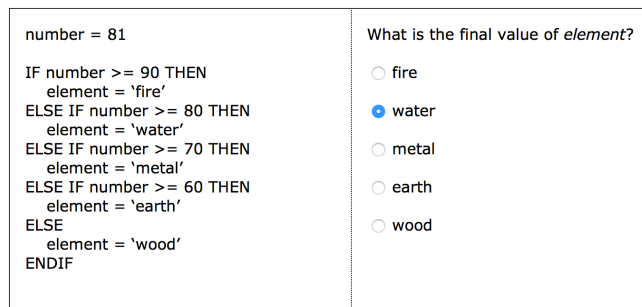 number = 81
IF number >= 90 THEN
element = ‘fire’
ELSE IF number >= 80 THEN
element = ‘water’
ELSE IF number >= 70 THEN
element = ‘metal’
ELSE IF number >= 60 THEN
element = ‘earth’
ELSE
element = ‘wood’
ENDIF
What is the final value of element?
fire
water
metal
earth
wood